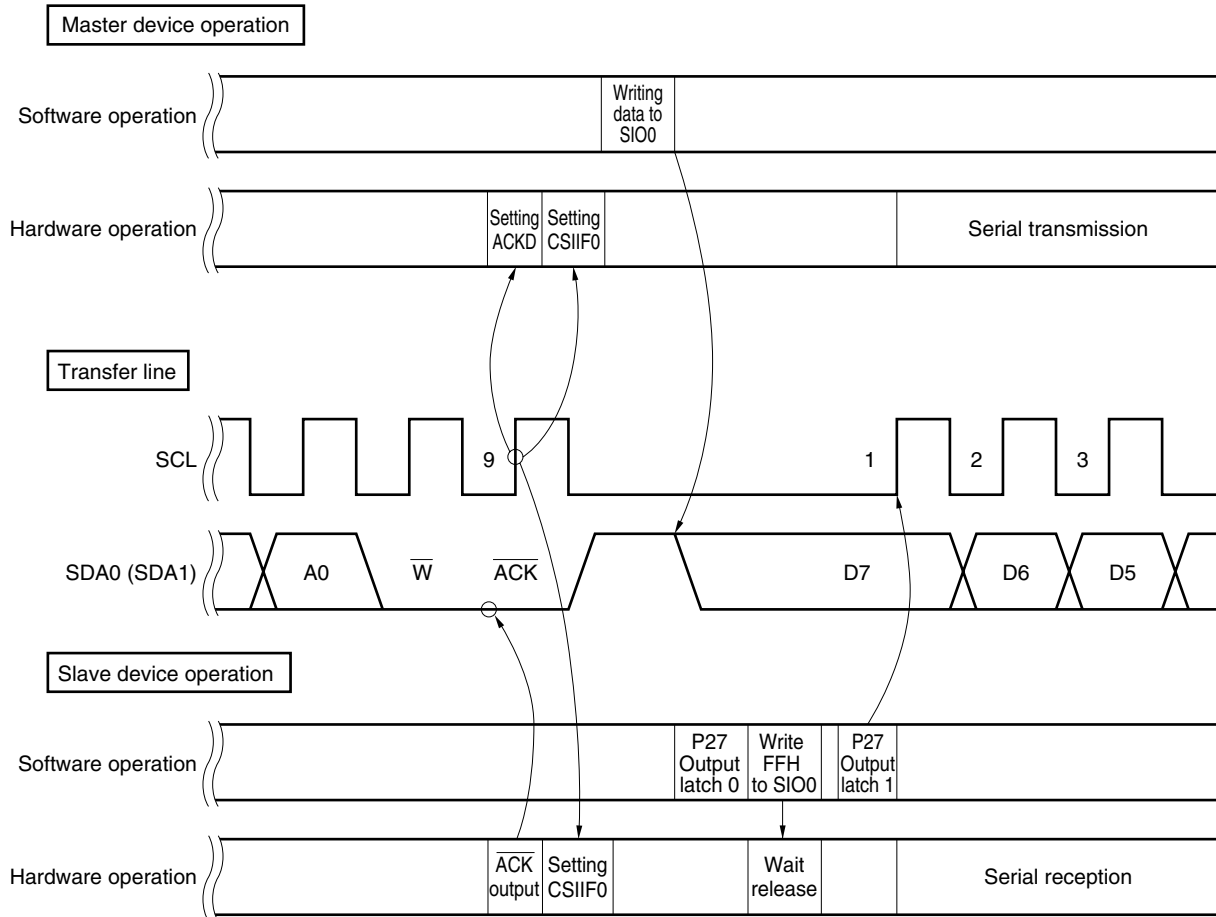 Master device operation
Software operation
Writing
data to
SIO0
Hardware operation
Setting
ACKD
Setting
CSIIF0
Serial transmission
Transfer line
SCL
9
1
2
3
SDA0 (SDA1)
A0
W̅
A̅C̅K̅
D7
D6
D5
Slave device operation
Software operation
P27
Output
latch 0
Write
FFH
to SIO0
P27
Output
latch 1
Hardware operation
A̅C̅K̅
output
Setting
CSIIF0
Wait
release
Serial reception